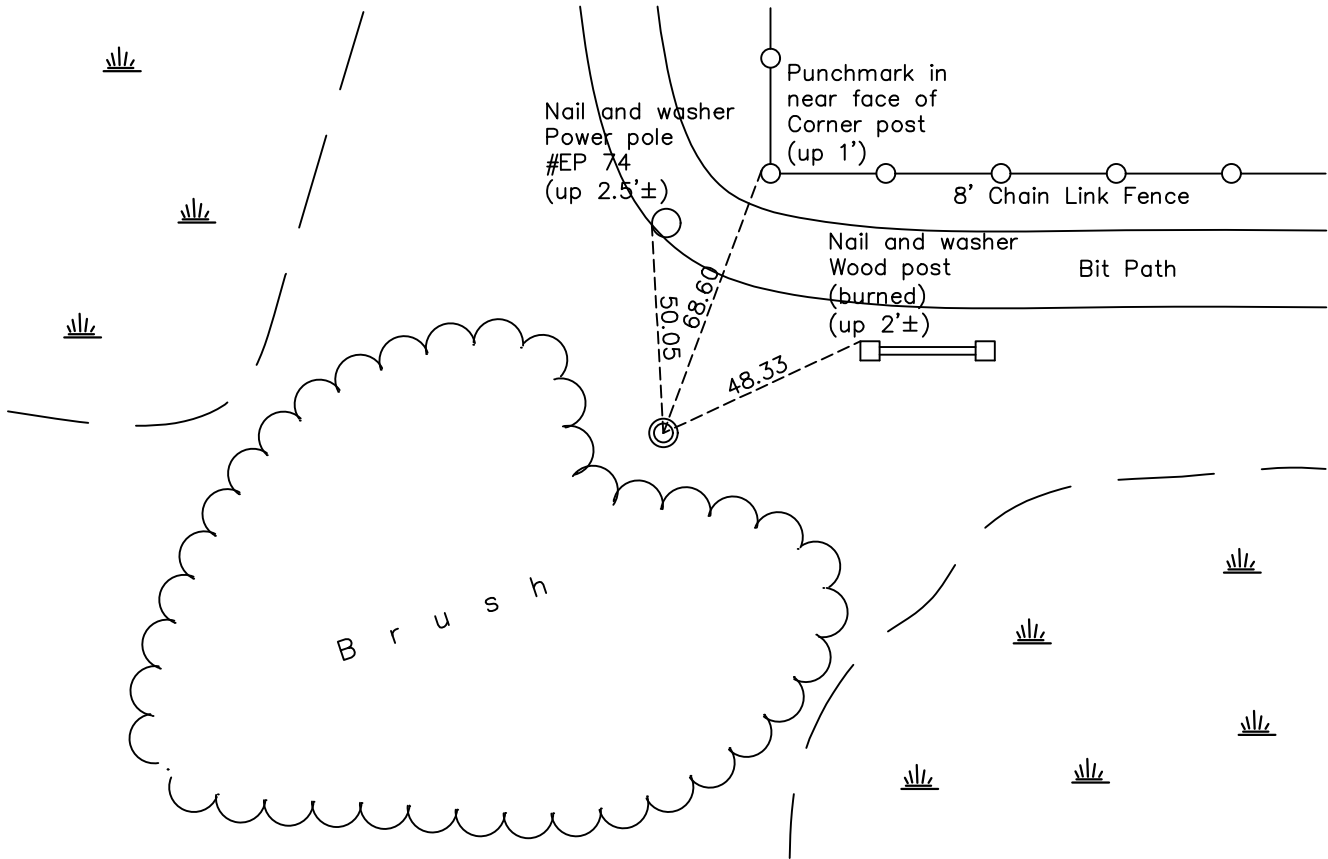 Punchmark in
near face of
Corner post
(up 1')
Nail and washer
Power pole
#EP 74
(up 2.5'±)
8' Chain Link Fence
Nail and washer
Wood post
(burned)
(up 2'±)
Bit Path
50.05
68.60
48.33
Brush